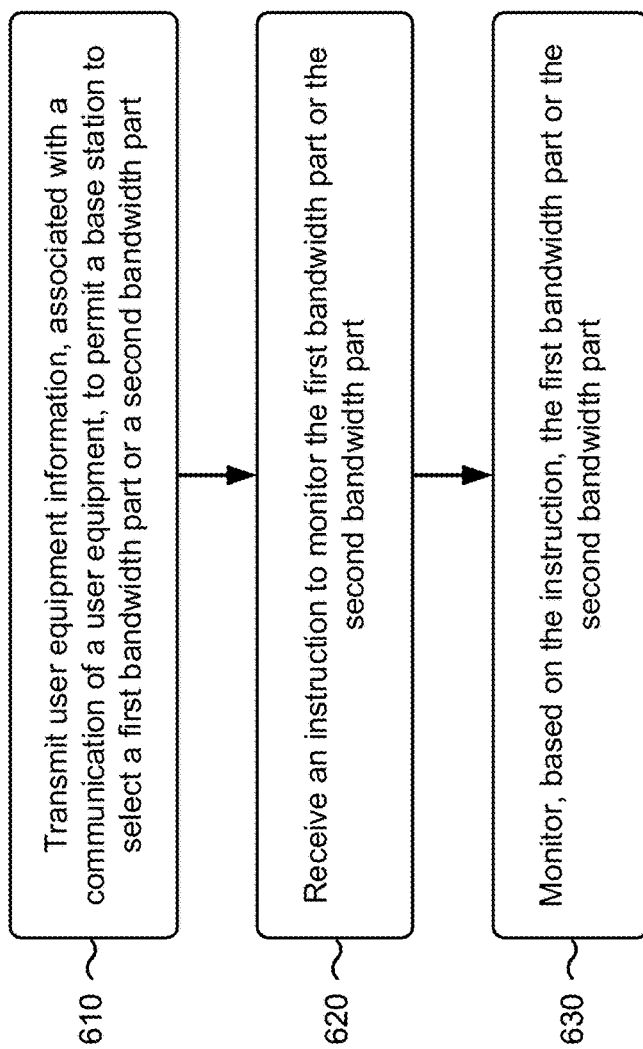 610
Transmit user equipment information, associated with a
communication of a user equipment, to permit a base station to
select a first bandwidth part or a second bandwidth part
620
Receive an instruction to monitor the first bandwidth part or the
second bandwidth part
630
Monitor, based on the instruction, the first bandwidth part or the
second bandwidth part